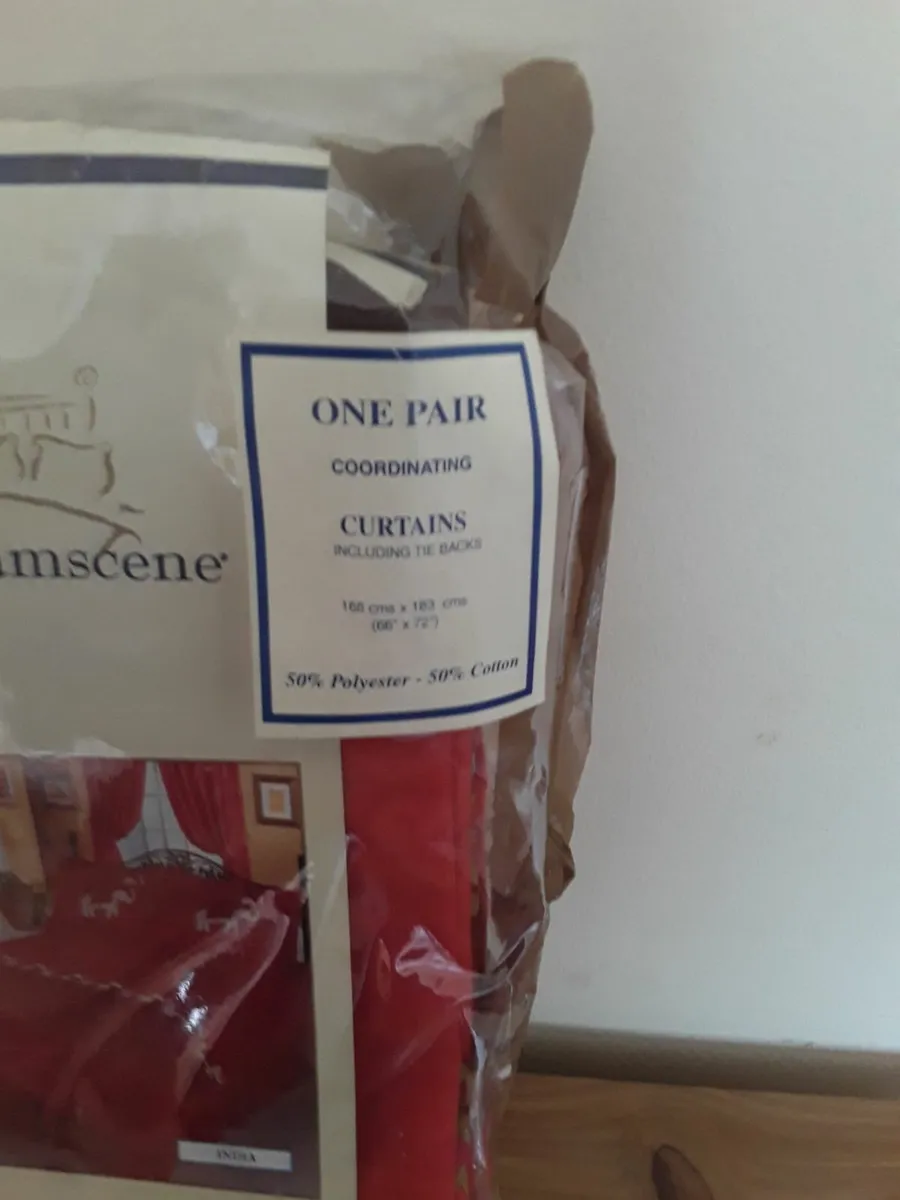 ONE PAIR
COORDINATING
CURTAINS
INCLUDING TIE BACKS
amscene
168 cms x 183 cms
(66" x 72")
50% Polyester - 50% Cotton
INDIA